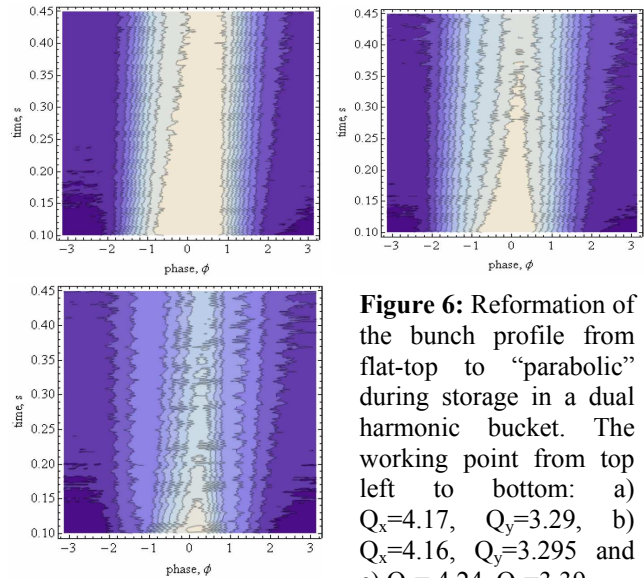 0.45
0.40
0.35
0.30
0.25
0.20
0.15
0.10
time, s
−3 −2 −1 0 1 2 3
phase, ϕ
0.45
0.40
0.35
0.30
0.25
0.20
0.15
0.10
time, s
−3 −2 −1 0 1 2 3
phase, ϕ
0.45
0.40
0.35
0.30
0.25
0.20
0.15
0.10
time, s
−3 −2 −1 0 1 2 3
phase, ϕ
Figure 6: Reformation of
the bunch profile from
flat-top to “parabolic”
during storage in a dual
harmonic bucket. The
working point from top
left to bottom: a)
Qx=4.17, Qy=3.29, b)
Qx=4.16, Qy=3.295 and